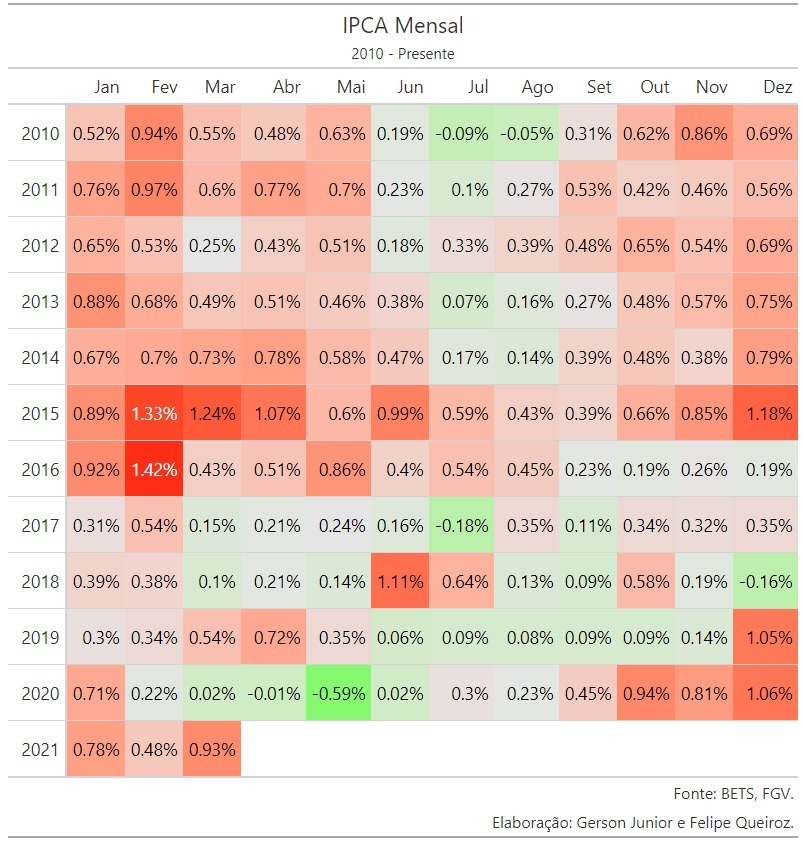 IPCA Mensal
2010 - Presente
Jan Fev Mar Abr Mai Jun Jul Ago Set Out Nov Dez
2010 0.52% 0.94% 0.55% 0.48% 0.63% 0.19% -0.09% -0.05% 0.31% 0.62% 0.86% 0.69%
2011 0.76% 0.97% 0.6% 0.77% 0.7% 0.23% 0.1% 0.27% 0.53% 0.42% 0.46% 0.56%
2012 0.65% 0.53% 0.25% 0.43% 0.51% 0.18% 0.33% 0.39% 0.48% 0.65% 0.54% 0.69%
2013 0.88% 0.68% 0.49% 0.51% 0.46% 0.38% 0.07% 0.16% 0.27% 0.48% 0.57% 0.75%
2014 0.67% 0.7% 0.73% 0.78% 0.58% 0.47% 0.17% 0.14% 0.39% 0.48% 0.38% 0.79%
2015 0.89% 1.33% 1.24% 1.07% 0.6% 0.99% 0.59% 0.43% 0.39% 0.66% 0.85% 1.18%
2016 0.92% 1.42% 0.43% 0.51% 0.86% 0.4% 0.54% 0.45% 0.23% 0.19% 0.26% 0.19%
2017 0.31% 0.54% 0.15% 0.21% 0.24% 0.16% -0.18% 0.35% 0.11% 0.34% 0.32% 0.35%
2018 0.39% 0.38% 0.1% 0.21% 0.14% 1.11% 0.64% 0.13% 0.09% 0.58% 0.19% -0.16%
2019 0.3% 0.34% 0.54% 0.72% 0.35% 0.06% 0.09% 0.08% 0.09% 0.09% 0.14% 1.05%
2020 0.71% 0.22% 0.02% -0.01% -0.59% 0.02% 0.3% 0.23% 0.45% 0.94% 0.81% 1.06%
2021 0.78% 0.48% 0.93%
Fonte: BETS, FGV.
Elaboração: Gerson Junior e Felipe Queiroz.